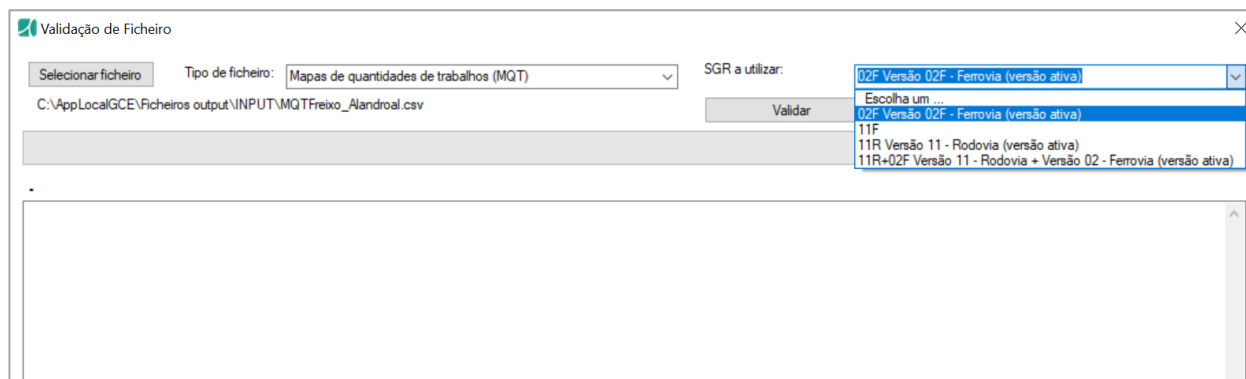 Validação de Ficheiro
Selecionar ficheiro
Tipo de ficheiro:
Mapas de quantidades de trabalhos (MQT)
SGR a utilizar:
02F Versão 02F - Ferrovia (versão ativa)
C:\AppLocalGCE\Ficheiros output\INPUT\MQTFreixo_Alandroal.csv
Validar
Escolha um ...
02F Versão 02F - Ferrovia (versão ativa)
11F
11R Versão 11 - Rodovia (versão ativa)
11R+02F Versão 11 - Rodovia + Versão 02 - Ferrovia (versão ativa)